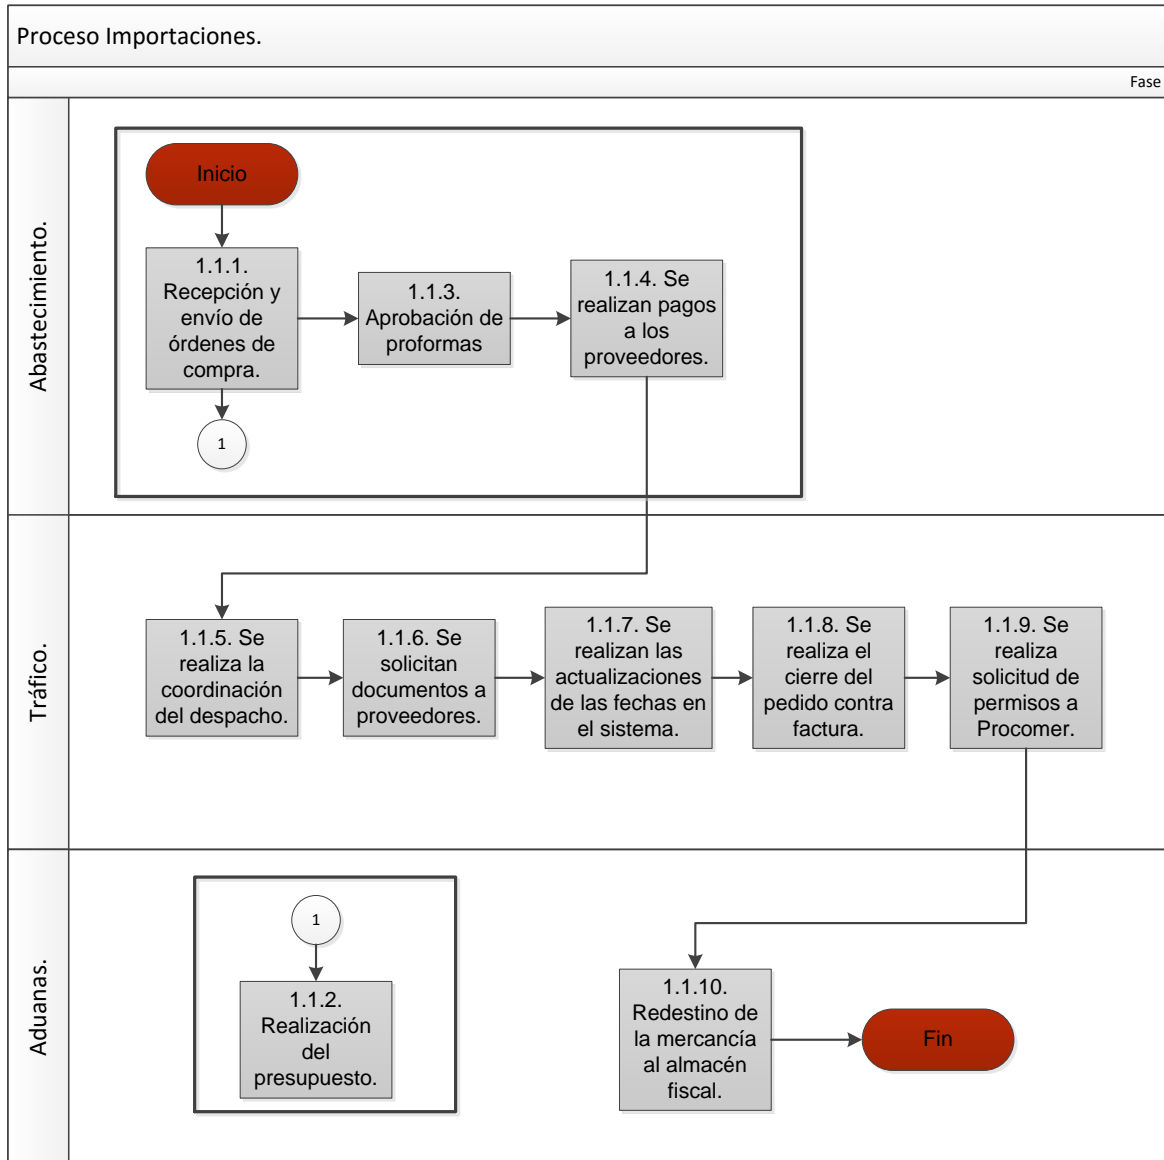 Proceso Importaciones.
Fase
Abastecimiento.
Inicio
1.1.1.
Recepción y
envío de
órdenes de
compra.
1.1.3.
Aprobación de
proformas
1.1.4. Se
realizan pagos
a los
proveedores.
1
Tráfico.
1.1.5. Se
realiza la
coordinación
del despacho.
1.1.6. Se
solicitan
documentos a
proveedores.
1.1.7. Se
realizan las
actualizaciones
de las fechas en
el sistema.
1.1.8. Se
realiza el
cierre del
pedido contra
factura.
1.1.9. Se
realiza
solicitud de
permisos a
Procomer.
Aduanas.
1
1.1.2.
Realización
del
presupuesto.
1.1.10.
Redestino de
la mercancía
al almacén
fiscal.
Fin